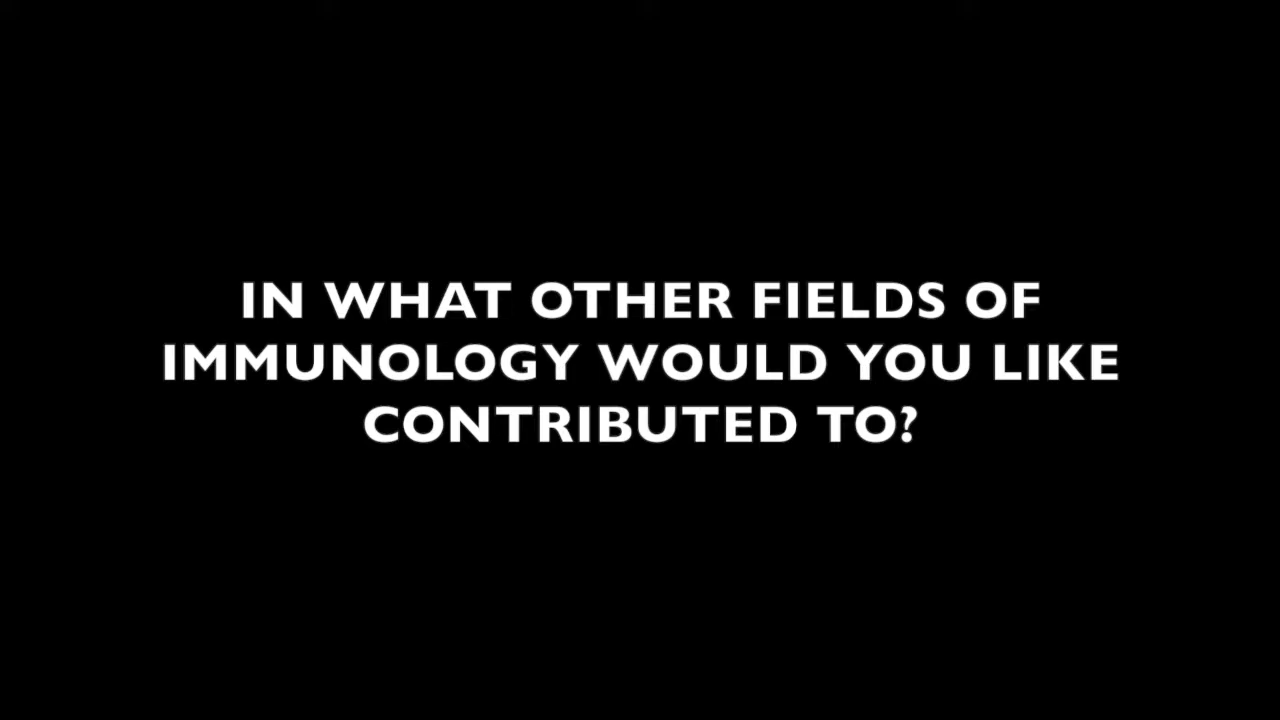 IN WHAT OTHER FIELDS OF
IMMUNOLOGY WOULD YOU LIKE
CONTRIBUTED TO?